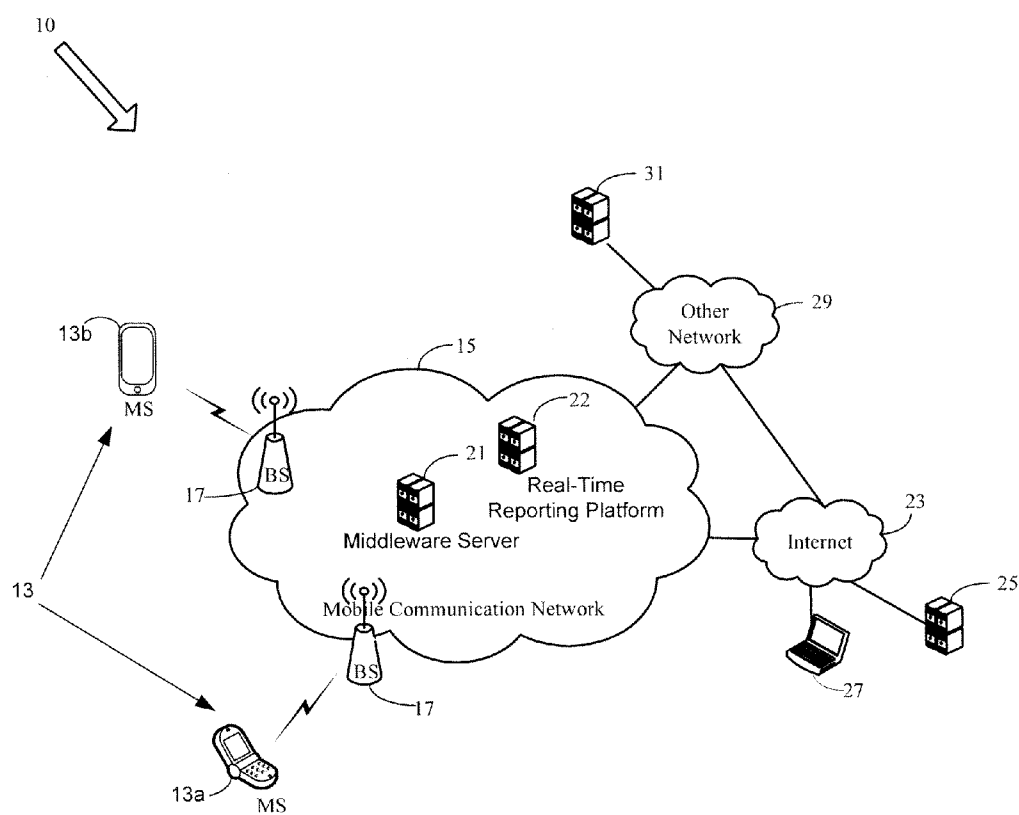 10
31
Other
Network
29
13b
MS
15
22
21
BS
17
Real-Time
Reporting Platform
Middleware Server
23
Internet
25
13
Mobile Communication Network
BS
17
27
13a
MS